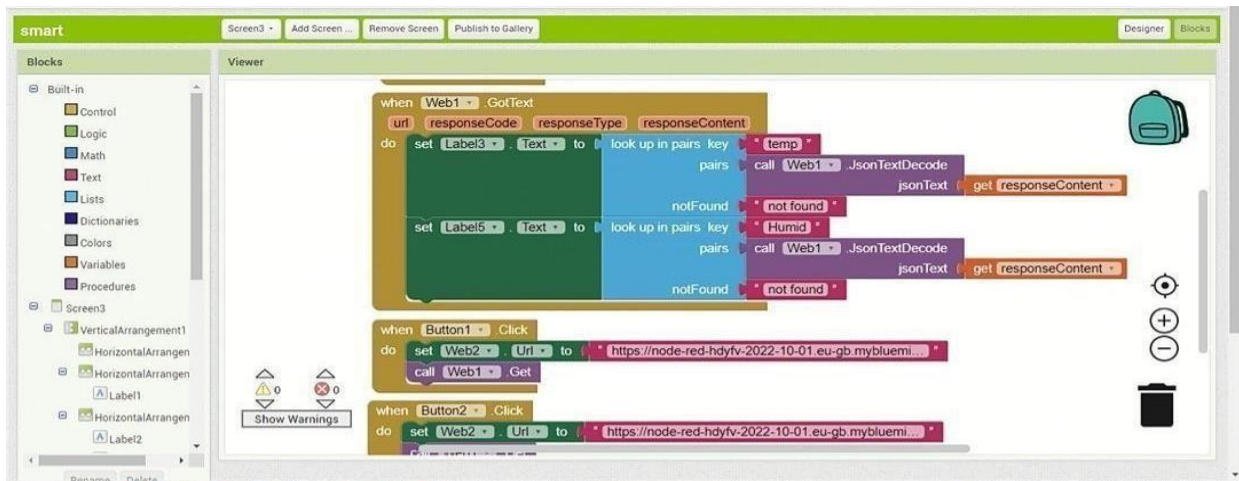 smart
Screen3 Add Screen ... Remove Screen Publish to Gallery Designer Blocks
Blocks
Viewer
Built-in
Control
Logic
Math
Text
Lists
Dictionaries
Colors
Variables
Procedures
Screen3
VerticalArrangement1
HorizontalArrangen
HorizontalArrangen
Label1
HorizontalArrangen
Label2
Rename Delete
when Web1 .GotText
url responseCode responseType responseContent
do set Label3 . Text to look up in pairs key " temp "
pairs call Web1 .JsonTextDecode
jsonText get responseContent
notFound " not found "
set Label5 . Text to look up in pairs key " Humid "
pairs call Web1 .JsonTextDecode
jsonText get responseContent
notFound " not found "
when Button1 .Click
do set Web2 . Url to " https://node-red-hdyfv-2022-10-01.eu-gb.mybluemi... "
call Web1 .Get
when Button2 .Click
do set Web2 . Url to " https://node-red-hdyfv-2022-10-01.eu-gb.mybluemi... "
0 0
Show Warnings